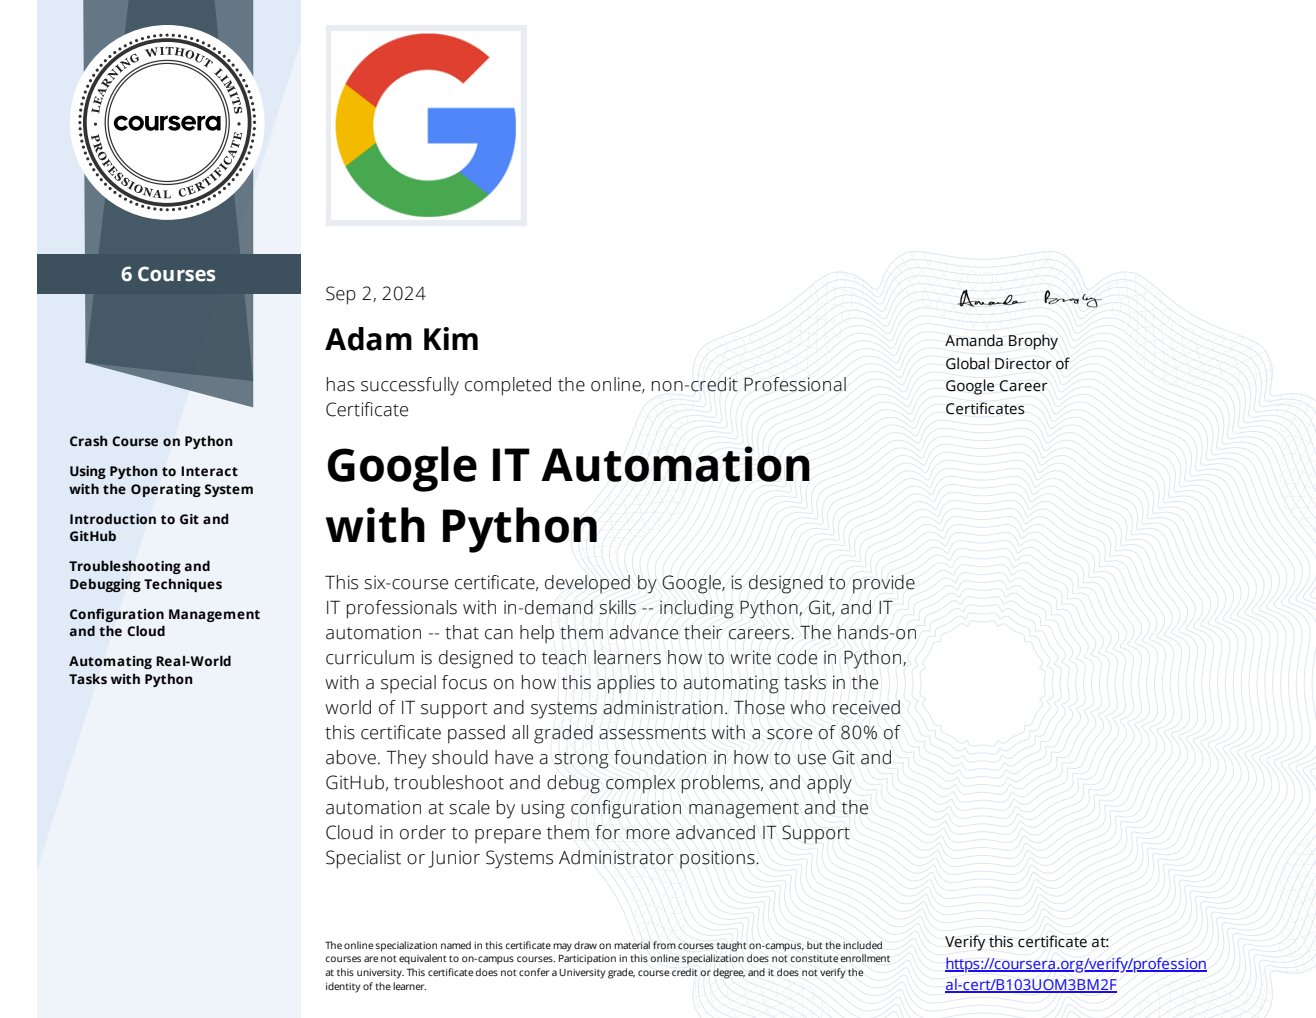 LEARNING WITHOUT LIMITS
coursera
PROFESSIONAL CERTIFICATE
6 Courses
Crash Course on Python
Using Python to Interact
with the Operating System
Introduction to Git and
GitHub
Troubleshooting and
Debugging Techniques
Configuration Management
and the Cloud
Automating Real-World
Tasks with Python
Sep 2, 2024
Adam Kim
has successfully completed the online, non-credit Professional
Certificate
Google IT Automation
with Python
This six-course certificate, developed by Google, is designed to provide
IT professionals with in-demand skills -- including Python, Git, and IT
automation -- that can help them advance their careers. The hands-on
curriculum is designed to teach learners how to write code in Python,
with a special focus on how this applies to automating tasks in the
world of IT support and systems administration. Those who received
this certificate passed all graded assessments with a score of 80% of
above. They should have a strong foundation in how to use Git and
GitHub, troubleshoot and debug complex problems, and apply
automation at scale by using configuration management and the
Cloud in order to prepare them for more advanced IT Support
Specialist or Junior Systems Administrator positions.
The online specialization named in this certificate may draw on material from courses taught on-campus, but the included
courses are not equivalent to on-campus courses. Participation in this online specialization does not constitute enrollment
at this university. This certificate does not confer a University grade, course credit or degree, and it does not verify the
identity of the learner.
Amanda Brophy
Amanda Brophy
Global Director of
Google Career
Certificates
Verify this certificate at:
https://coursera.org/verify/profession
al-cert/B103UOM3BM2F